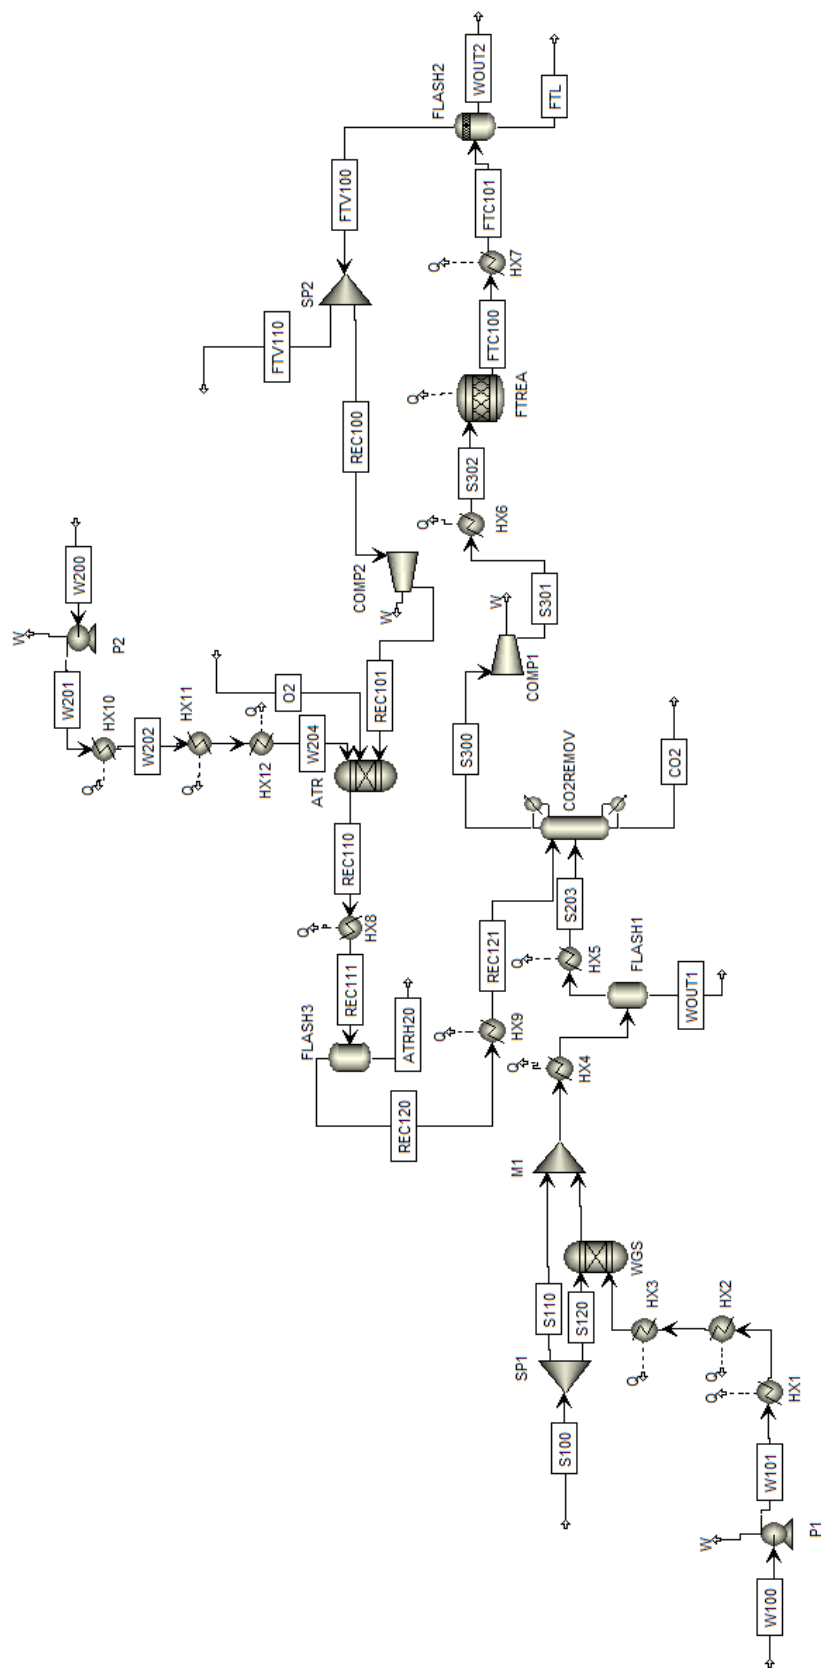 W100
P1
W
W101
HX1
Q
HX2
Q
HX3
Q
S100
SP1
S110
S120
WGS
M1
HX4
Q
FLASH1
WOUT1
HX5
Q
S203
CO2REMOV
CO2
S300
COMP1
W
S301
HX6
Q
S302
FTREA
Q
FTC100
HX7
Q
FTC101
FLASH2
WOUT2
FTL
FTV100
SP2
FTV110
REC100
COMP2
W
REC101
O2
W200
P2
W
W201
HX10
Q
W202
HX11
Q
HX12
Q
W204
ATR
REC110
HX8
Q
REC111
FLASH3
ATRH20
REC120
HX9
Q
REC121